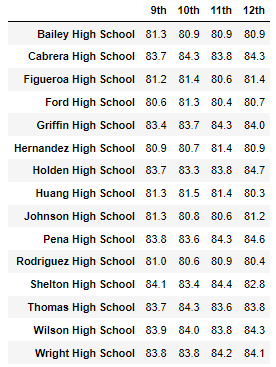 9th 10th 11th 12th
Bailey High School 81.3 80.9 80.9 80.9
Cabrera High School 83.7 84.3 83.8 84.3
Figueroa High School 81.2 81.4 80.6 81.4
Ford High School 80.6 81.3 80.4 80.7
Griffin High School 83.4 83.7 84.3 84.0
Hernandez High School 80.9 80.7 81.4 80.9
Holden High School 83.7 83.3 83.8 84.7
Huang High School 81.3 81.5 81.4 80.3
Johnson High School 81.3 80.8 80.6 81.2
Pena High School 83.8 83.6 84.3 84.6
Rodriguez High School 81.0 80.6 80.9 80.4
Shelton High School 84.1 83.4 84.4 82.8
Thomas High School 83.7 84.3 83.6 83.8
Wilson High School 83.9 84.0 83.8 84.3
Wright High School 83.8 83.8 84.2 84.1